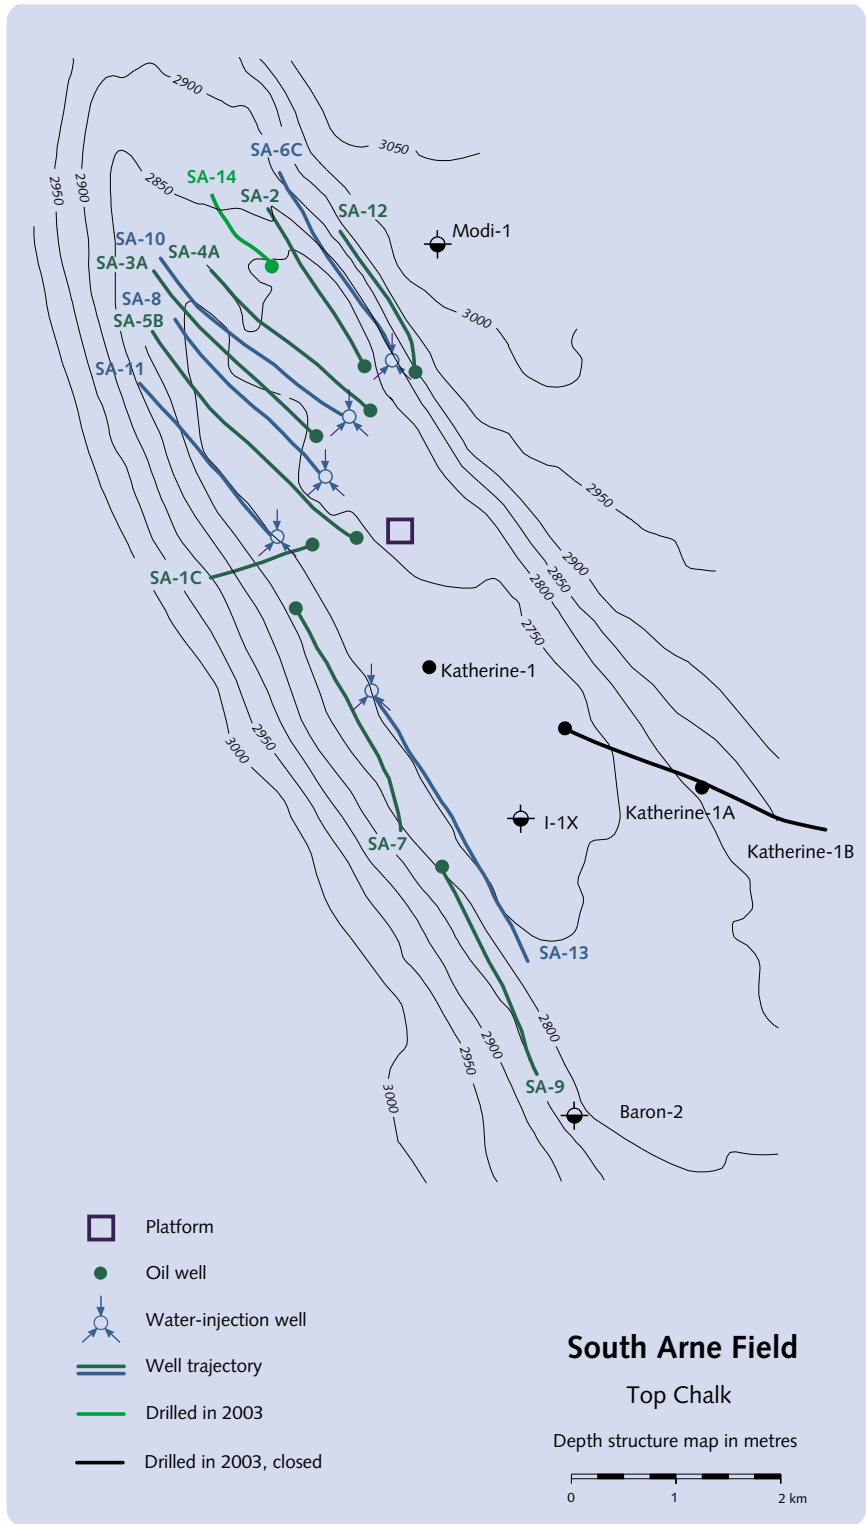 2900
3050
SA-6C
2950
2900
2850
SA-14
SA-2
SA-12
Modi-1
SA-10
SA-4A
SA-3A
SA-8
SA-5B
3000
SA-11
2950
2900
2850
2800
SA-1C
2750
Katherine-1
2950
3000
Katherine-1A
I-1X
SA-7
Katherine-1B
SA-13
2800
2900
2950
SA-9
3000
Baron-2
Platform
Oil well
Water-injection well
Well trajectory
Drilled in 2003
Drilled in 2003, closed
South Arne Field
Top Chalk
Depth structure map in metres
0 1 2 km